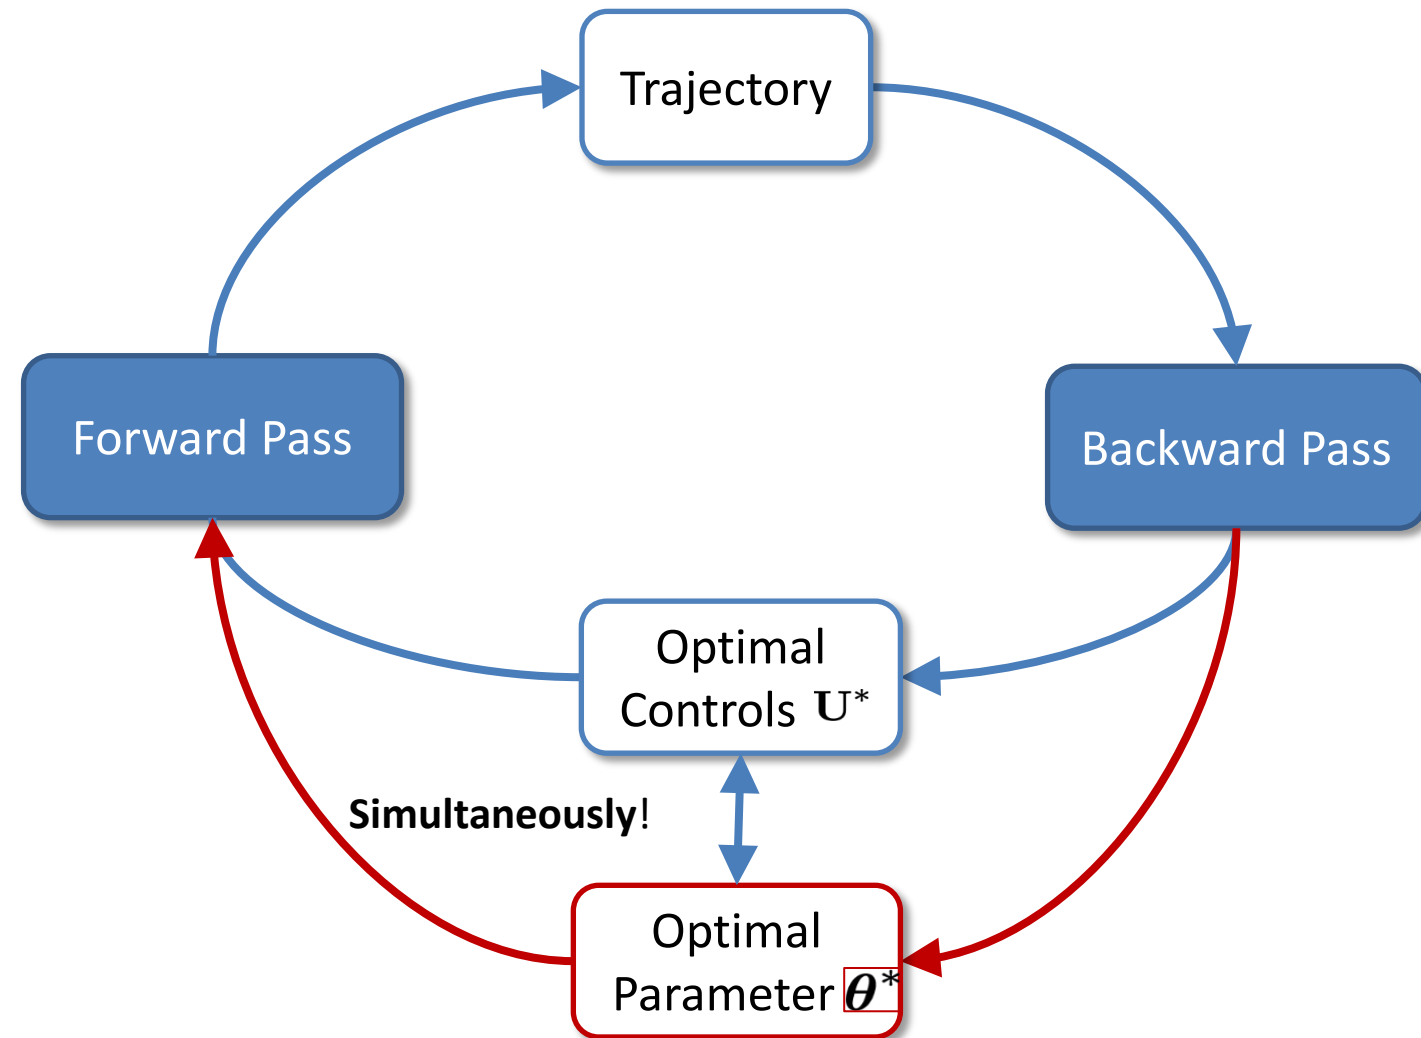 Trajectory
Forward Pass
Backward Pass
Optimal
Controls U*
Simultaneously!
Optimal
Parameter θ*